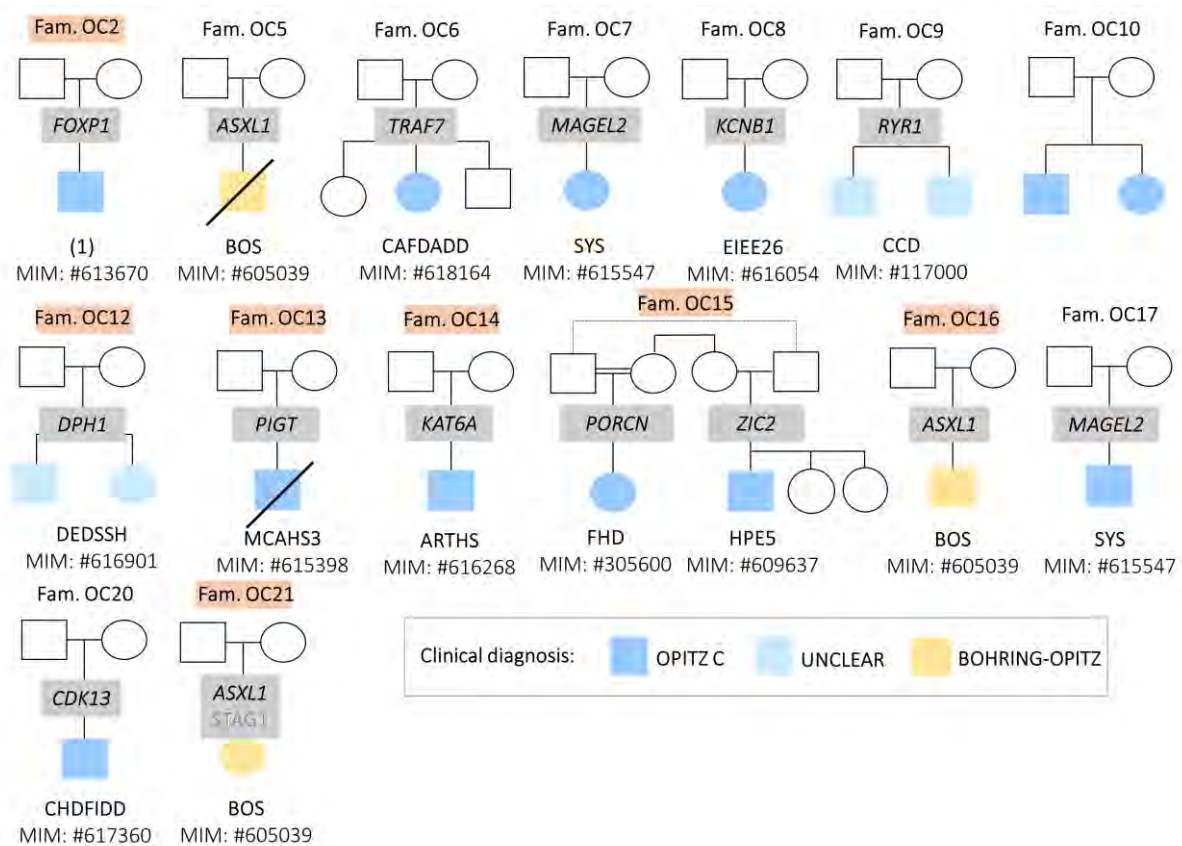 Fam. OC2 Fam. OC5 Fam. OC6 Fam. OC7 Fam. OC8 Fam. OC9 Fam. OC10
FOXP1 ASXL1 TRAF7 MAGEL2 KCNB1 RYR1
(1) BOS CAFDADD SYS EIEE26 CCD
MIM: #613670 MIM: #605039 MIM: #618164 MIM: #615547 MIM: #616054 MIM: #117000
Fam. OC12 Fam. OC13 Fam. OC14 Fam. OC15 Fam. OC16 Fam. OC17
DPH1 PIGT KAT6A PORCN ZIC2 ASXL1 MAGEL2
DEDSSH MCAHS3 ARTHS FHD HPE5 BOS SYS
MIM: #616901 MIM: #615398 MIM: #616268 MIM: #305600 MIM: #609637 MIM: #605039 MIM: #615547
Fam. OC20 Fam. OC21
Clinical diagnosis: OPITZ C UNCLEAR BOHRING-OPITZ
CDK13 ASXL1
STAG1
CHDFIDD BOS
MIM: #617360 MIM: #605039